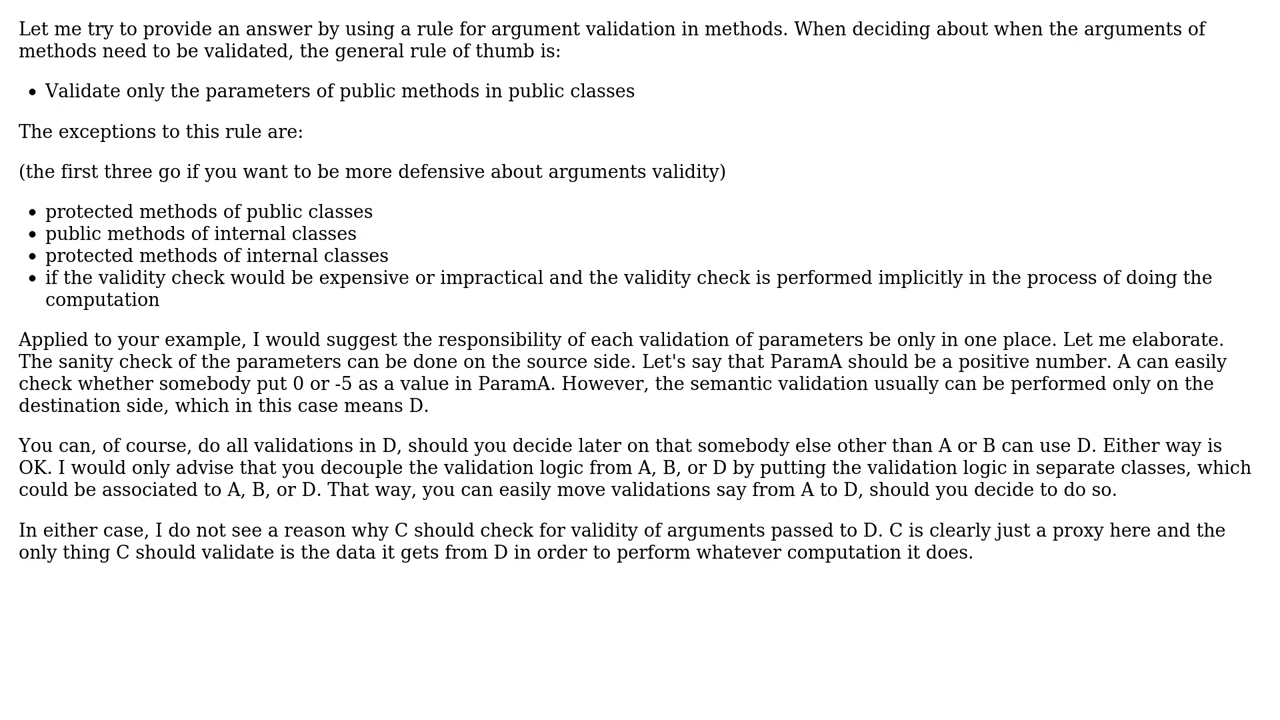 Let me try to provide an answer by using a rule for argument validation in methods. When deciding about when the arguments of
methods need to be validated, the general rule of thumb is:
• Validate only the parameters of public methods in public classes
The exceptions to this rule are:
(the first three go if you want to be more defensive about arguments validity)
• protected methods of public classes
• public methods of internal classes
• protected methods of internal classes
• if the validity check would be expensive or impractical and the validity check is performed implicitly in the process of doing the
computation
Applied to your example, I would suggest the responsibility of each validation of parameters be only in one place. Let me elaborate.
The sanity check of the parameters can be done on the source side. Let's say that ParamA should be a positive number. A can easily
check whether somebody put 0 or -5 as a value in ParamA. However, the semantic validation usually can be performed only on the
destination side, which in this case means D.
You can, of course, do all validations in D, should you decide later on that somebody else other than A or B can use D. Either way is
OK. I would only advise that you decouple the validation logic from A, B, or D by putting the validation logic in separate classes, which
could be associated to A, B, or D. That way, you can easily move validations say from A to D, should you decide to do so.
In either case, I do not see a reason why C should check for validity of arguments passed to D. C is clearly just a proxy here and the
only thing C should validate is the data it gets from D in order to perform whatever computation it does.